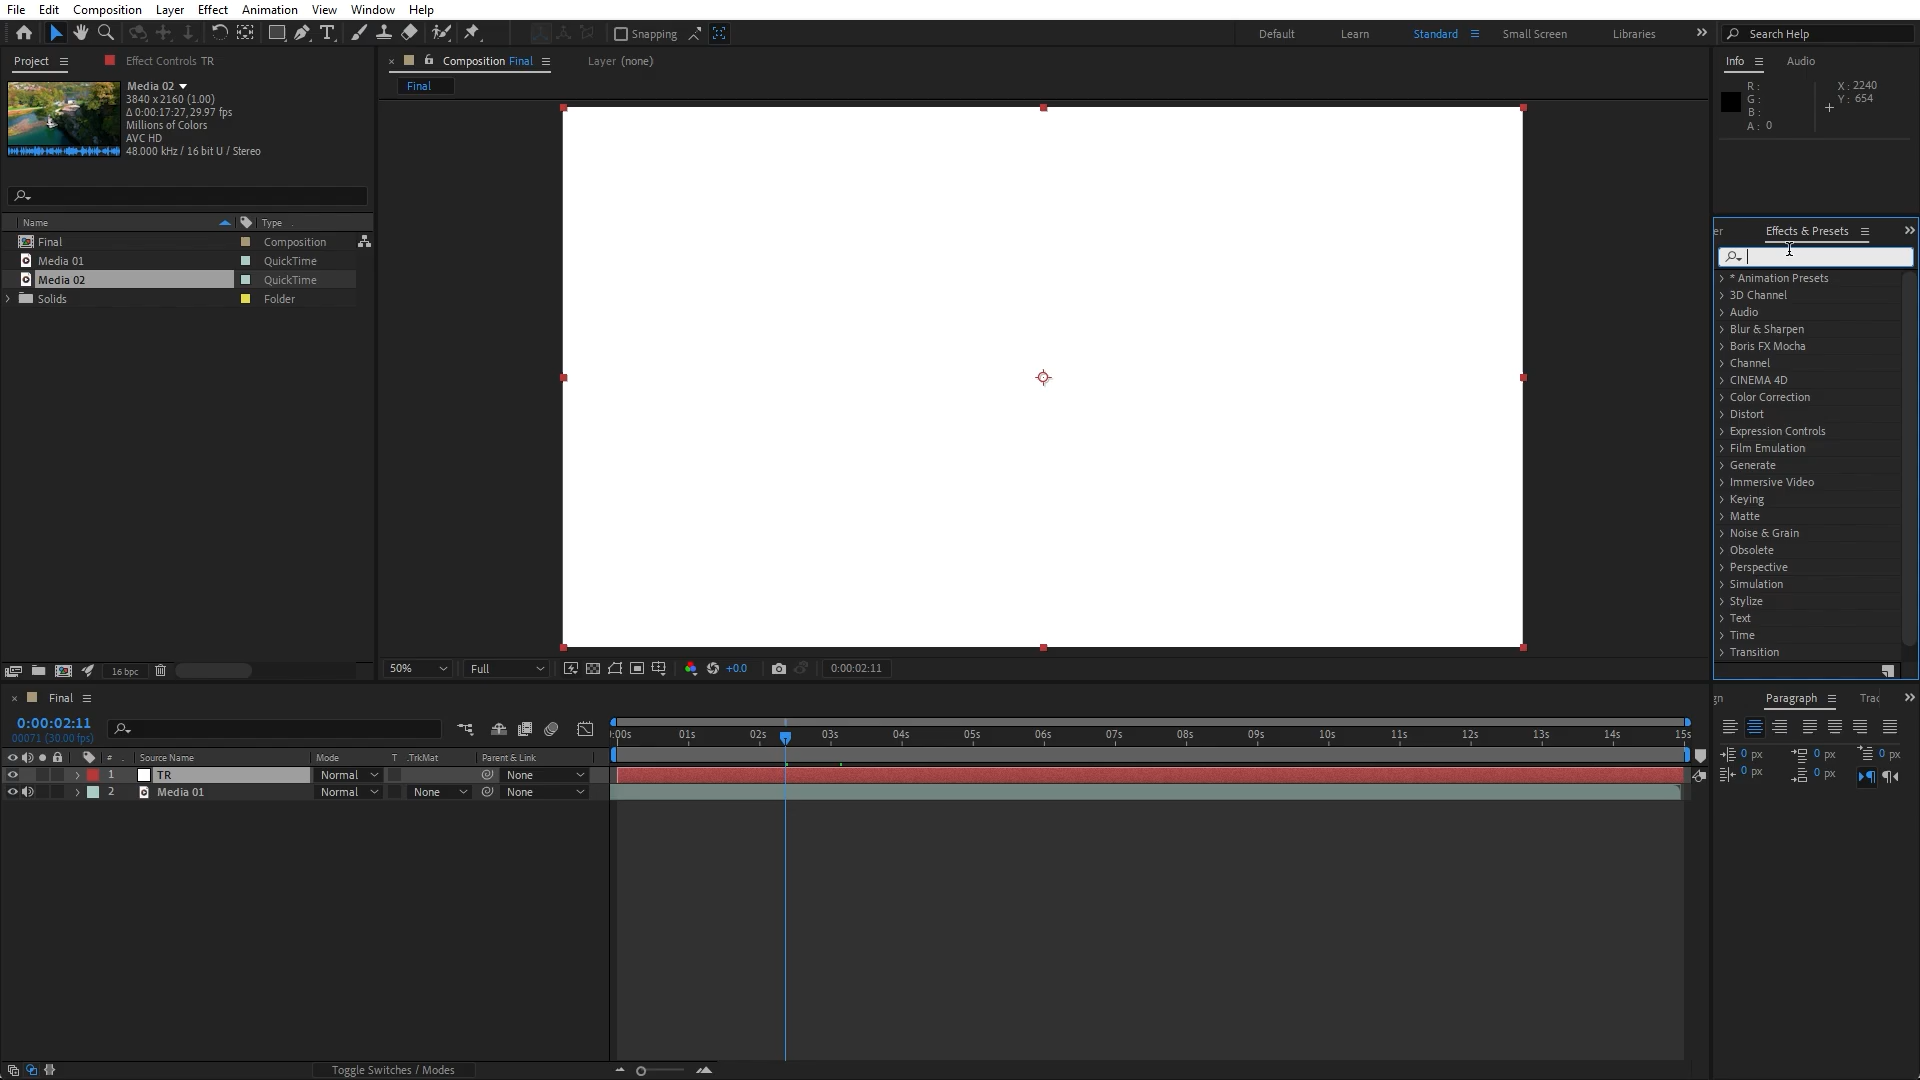 File Edit Composition Layer Effect Animation View Window Help
Snapping
Default Learn Standard Small Screen Libraries Search Help
Project Effect Controls TR
Composition Final Layer (none)
Info Audio
Final
Media 02
3840 x 2160 (1.00)
Δ 0:00:17:27, 29.97 fps
Millions of Colors
AVC HD
48.000 kHz / 16 bit U / Stereo
R :
G :
B :
A : 0
X : 2240
Y : 654
Name Type
Final Composition
Media 01 QuickTime
Media 02 QuickTime
Solids Folder
er Effects & Presets
* Animation Presets
3D Channel
Audio
Blur & Sharpen
Boris FX Mocha
Channel
CINEMA 4D
Color Correction
Distort
Expression Controls
Film Emulation
Generate
Immersive Video
Keying
Matte
Noise & Grain
Obsolete
Perspective
Simulation
Stylize
Text
Time
Transition
16 bpc
50% Full +0.0 0:00:02:11
Final
0:00:02:11
00071 (30.00 fps)
:00s 01s 02s 03s 04s 05s 06s 07s 08s 09s 10s 11s 12s 13s 14s 15s
# Source Name Mode T .TrkMat Parent & Link
1 TR Normal None
2 Media 01 Normal None None
gn Paragraph Trac
0 px 0 px 0 px
0 px 0 px
Toggle Switches / Modes